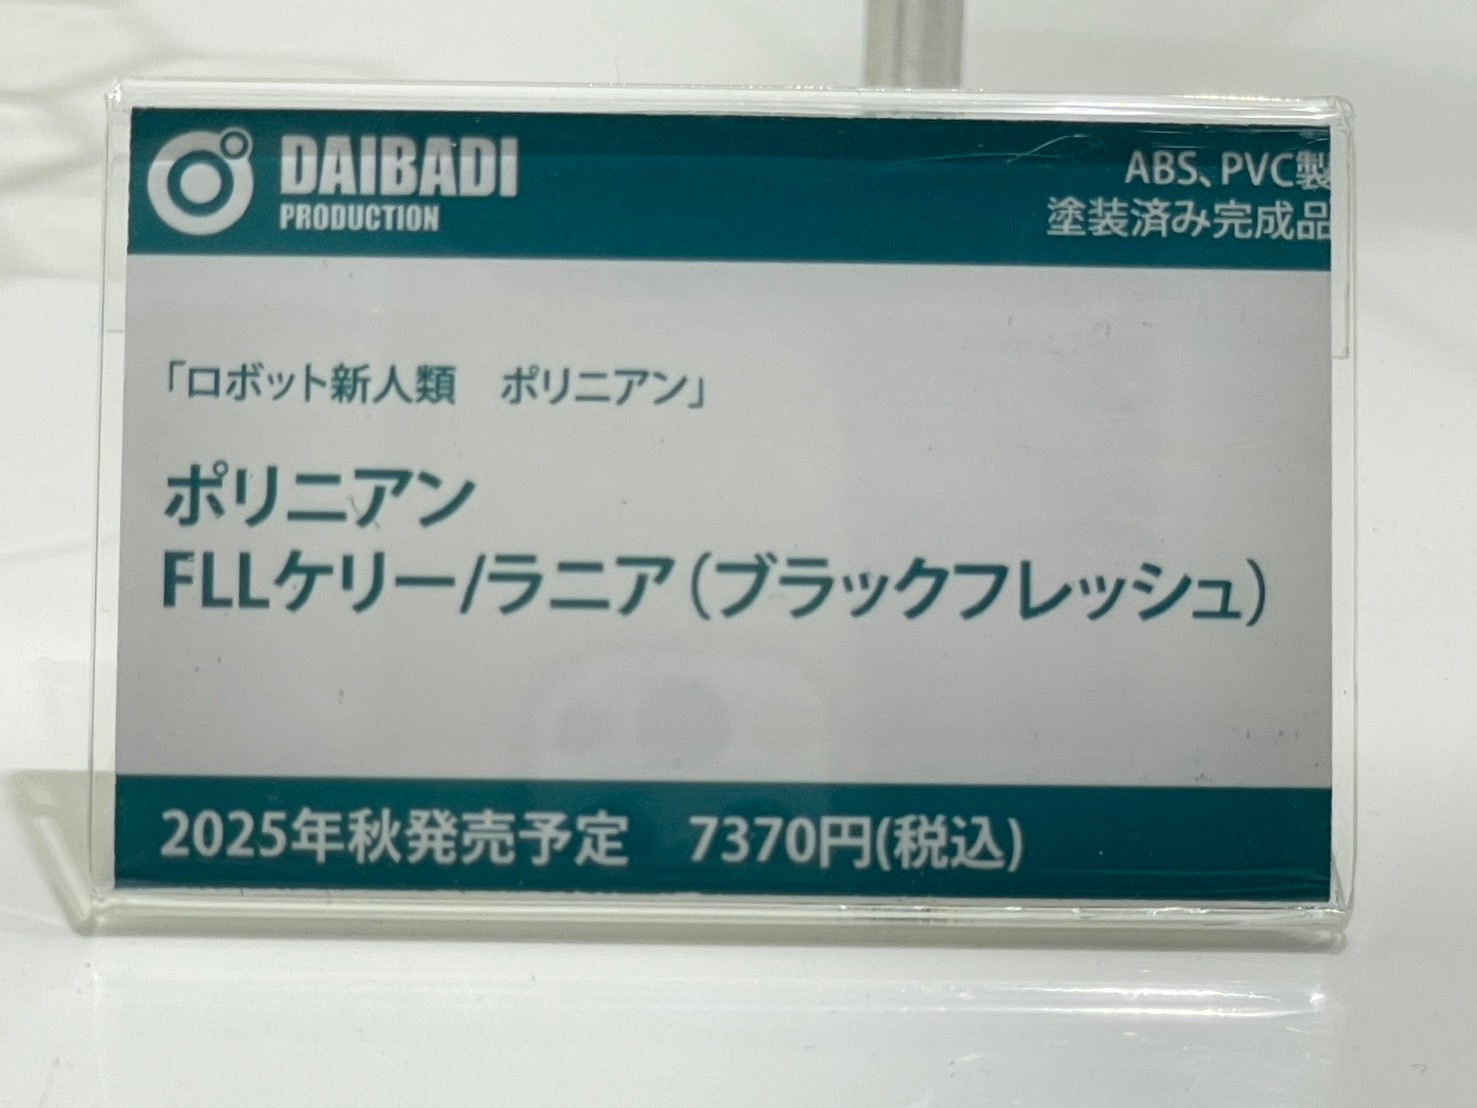 DAIBADI
PRODUCTION
ABS、PVC製
塗装済み完成品
「ロボット新人類　ポリニアン」
ポリニアン
FLLケリー/ラニア（ブラックフレッシュ）
2025年秋発売予定　7370円(税込)